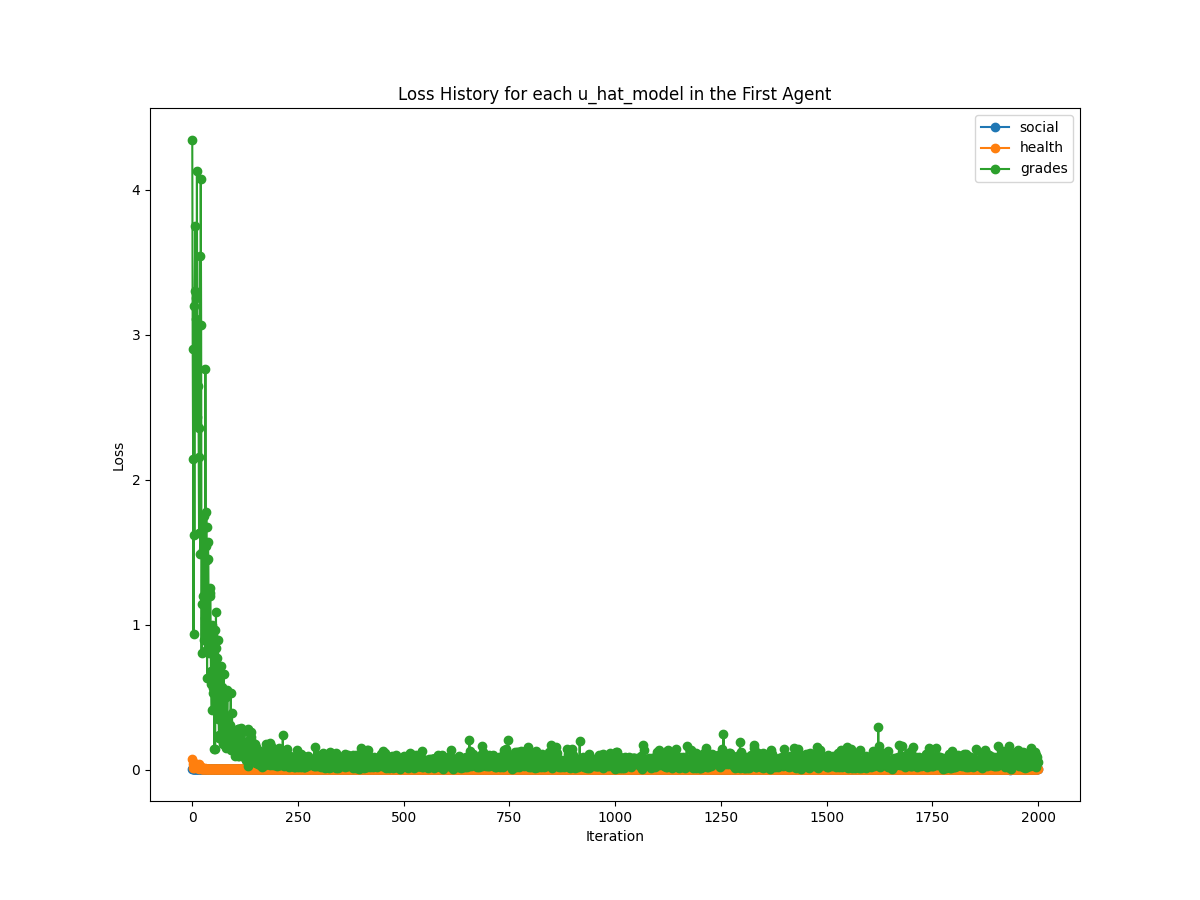 Loss History for each u_hat_model in the First Agent
social
health
grades
4
3
2
1
0
Loss
0
250
500
750
1000
1250
1500
1750
2000
Iteration